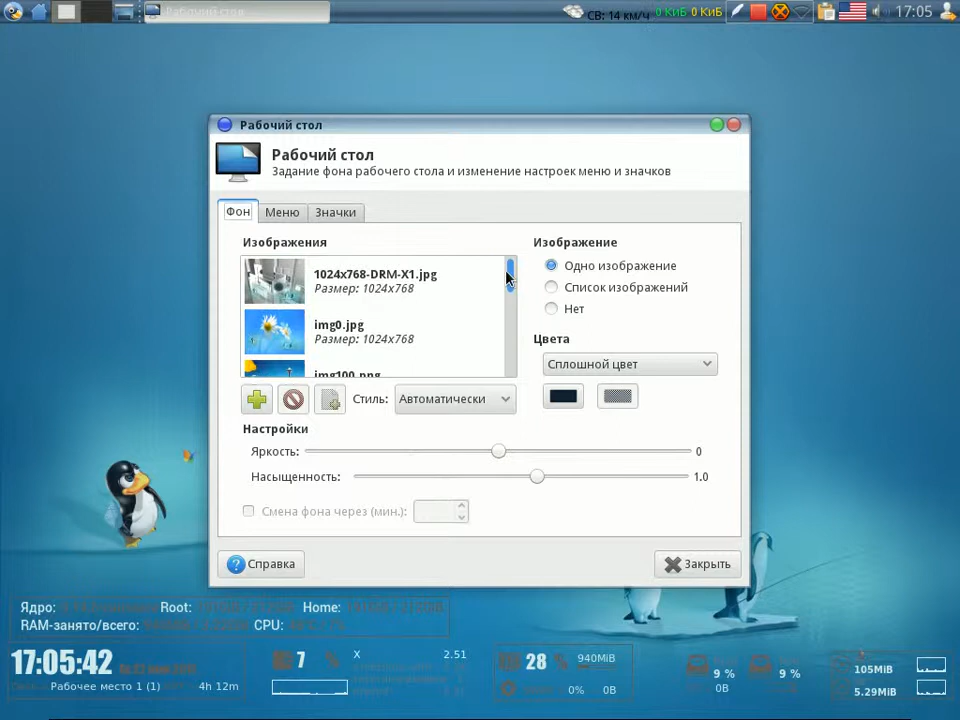 Рабочий стол
СВ: 14 км/ч 0 КиБ 0 КиБ 17:05
Рабочий стол
Рабочий стол
Задание фона рабочего стола и изменение настроек меню и значков
Фон Меню Значки
Изображения
1024x768-DRM-X1.jpg
Размер: 1024x768
img0.jpg
Размер: 1024x768
img100.png
Стиль: Автоматически
Изображение
Одно изображение
Список изображений
Нет
Цвета
Сплошной цвет
Настройки
Яркость: 0
Насыщенность: 1.0
Смена фона через (мин.):
Справка Закрыть
Ядро: Root: Home:
RAM-занято/всего: CPU:
17:05:42
Рабочее место 1 (1) 4h 12m
7 % X 2.51
28 % 940MiB
0% 0B
9 % 9 %
0B
105MiB
5.29MiB